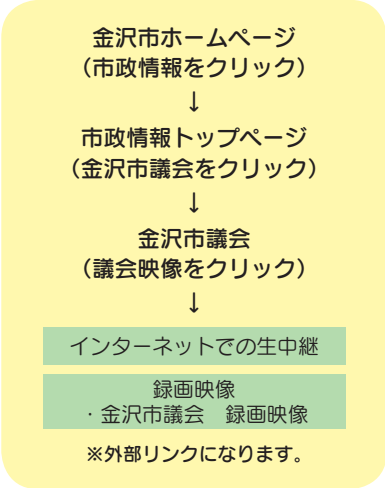 金沢市ホームページ
（市政情報をクリック）
↓
市政情報トップページ
（金沢市議会をクリック）
↓
金沢市議会
（議会映像をクリック）
↓
インターネットでの生中継
録画映像
・金沢市議会　録画映像
※外部リンクになります。